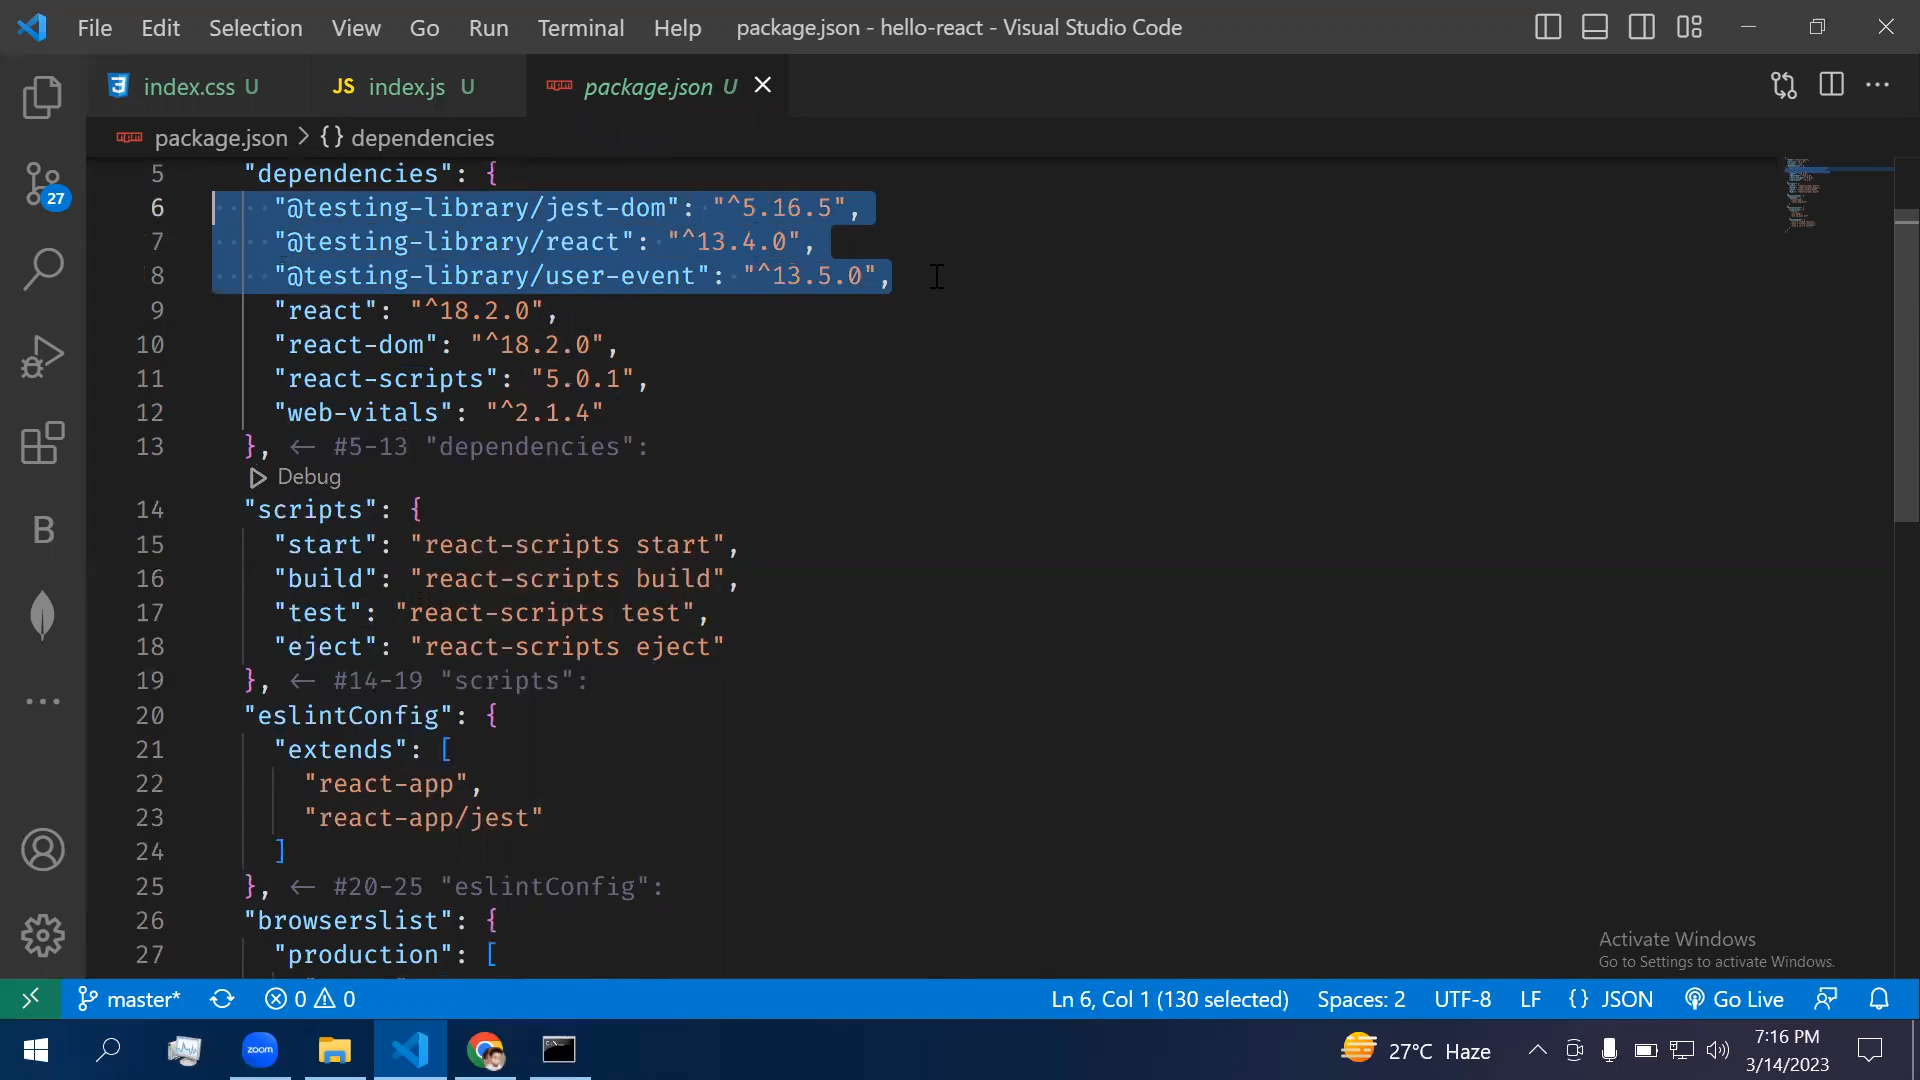 File Edit Selection View Go Run Terminal Help package.json - hello-react - Visual Studio Code
index.css U JS index.js U npm package.json U
npm package.json > {} dependencies
5 "dependencies": {
6 "@testing-library/jest-dom": "^5.16.5",
7 "@testing-library/react": "^13.4.0",
8 "@testing-library/user-event": "^13.5.0",
9 "react": "^18.2.0",
10 "react-dom": "^18.2.0",
11 "react-scripts": "5.0.1",
12 "web-vitals": "^2.1.4"
13 }, <- #5-13 "dependencies":
Debug
14 "scripts": {
15 "start": "react-scripts start",
16 "build": "react-scripts build",
17 "test": "react-scripts test",
18 "eject": "react-scripts eject"
19 }, <- #14-19 "scripts":
20 "eslintConfig": {
21 "extends": [
22 "react-app",
23 "react-app/jest"
24 ]
25 }, <- #20-25 "eslintConfig":
26 "browserslist": {
27 "production": [
27
B
Activate Windows
Go to Settings to activate Windows.
master* 0 0 Ln 6, Col 1 (130 selected) Spaces: 2 UTF-8 LF {} JSON Go Live
zoom 27°C Haze 7:16 PM
3/14/2023